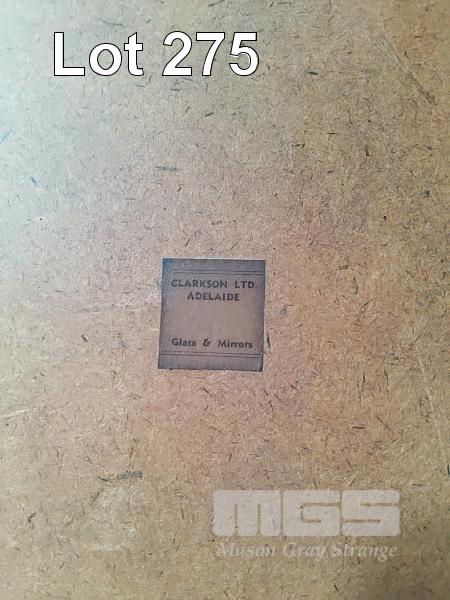 Lot 275
CLARKSON LTD.
ADELAIDE
Glass & Mirrors
MGS
Mason Gray Strange